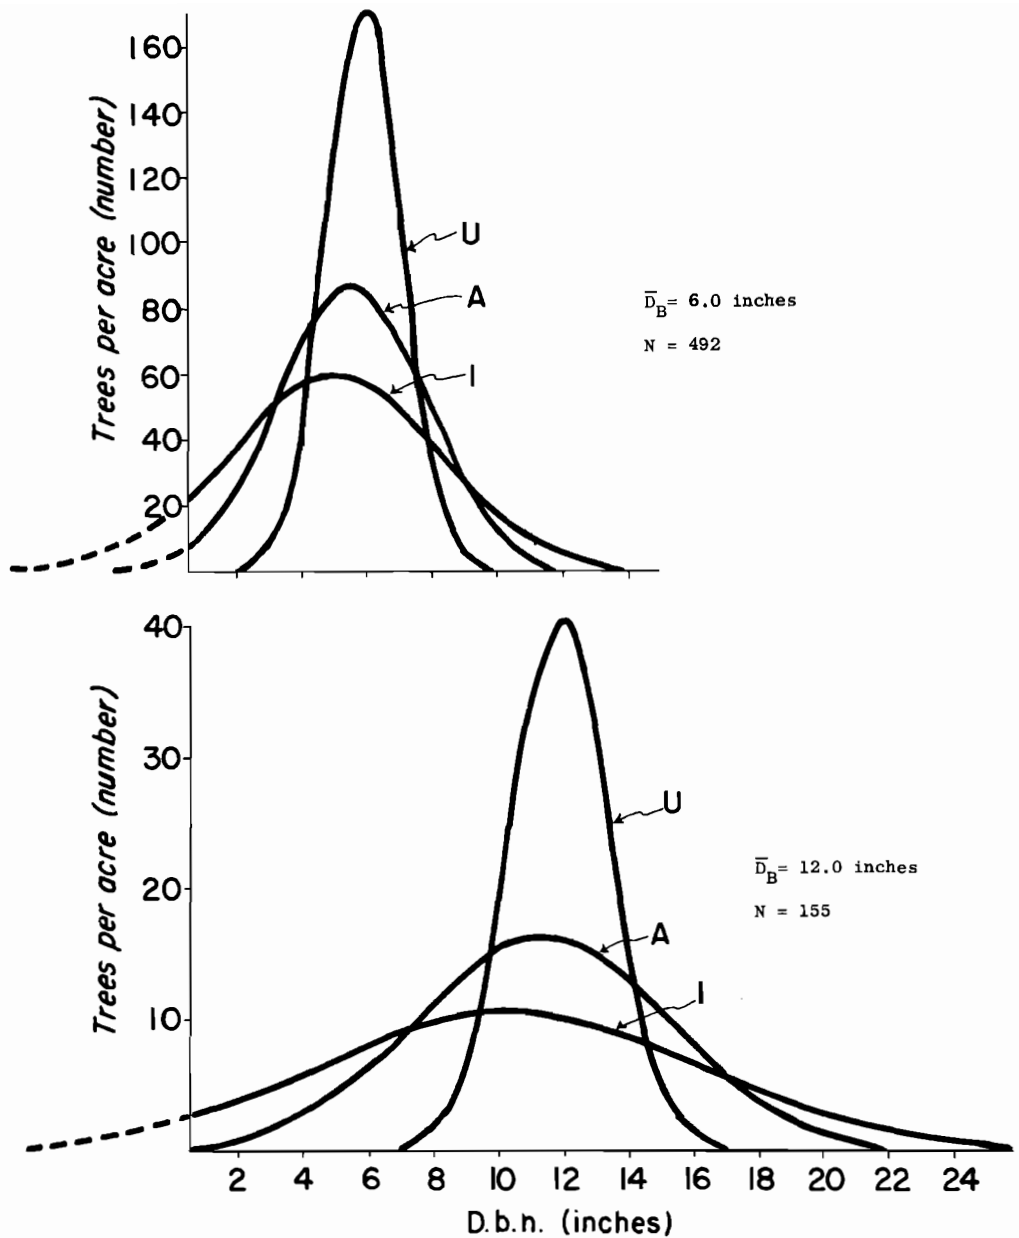 160
140
120
100
80
60
40
20
Trees per acre (number)
U
A
I
D̅B= 6.0 inches
N = 492
40
30
20
10
Trees per acre (number)
U
A
I
D̅B= 12.0 inches
N = 155
2 4 6 8 10 12 14 16 18 20 22 24
D.b.h. (inches)